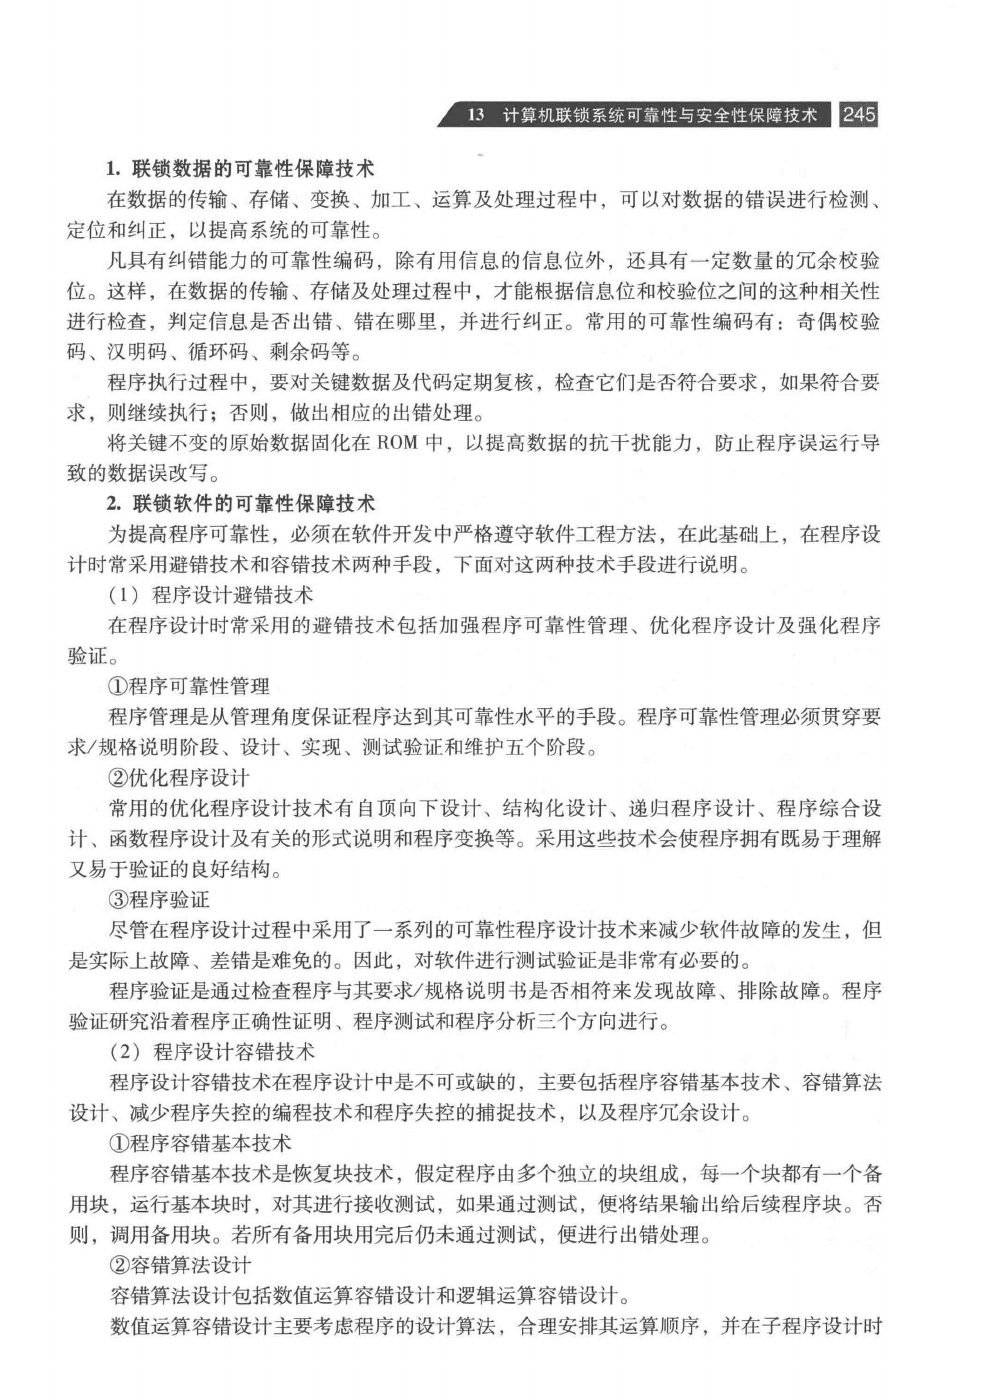 13 计算机联锁系统可靠性与安全性保障技术 245
1. 联锁数据的可靠性保障技术
在数据的传输、存储、变换、加工、运算及处理过程中，可以对数据的错误进行检测、
定位和纠正，以提高系统的可靠性。
凡具有纠错能力的可靠性编码，除有用信息的信息位外，还具有一定数量的冗余校验
位。这样，在数据的传输、存储及处理过程中，才能根据信息位和校验位之间的这种相关性
进行检查，判定信息是否出错、错在哪里，并进行纠正。常用的可靠性编码有：奇偶校验
码、汉明码、循环码、剩余码等。
程序执行过程中，要对关键数据及代码定期复核，检查它们是否符合要求，如果符合要
求，则继续执行；否则，做出相应的出错处理。
将关键不变的原始数据固化在 ROM 中，以提高数据的抗干扰能力，防止程序误运行导
致的数据误改写。
2. 联锁软件的可靠性保障技术
为提高程序可靠性，必须在软件开发中严格遵守软件工程方法，在此基础上，在程序设
计时常采用避错技术和容错技术两种手段，下面对这两种技术手段进行说明。
（1）程序设计避错技术
在程序设计时常采用的避错技术包括加强程序可靠性管理、优化程序设计及强化程序
验证。
①程序可靠性管理
程序管理是从管理角度保证程序达到其可靠性水平的手段。程序可靠性管理必须贯穿要
求/规格说明阶段、设计、实现、测试验证和维护五个阶段。
②优化程序设计
常用的优化程序设计技术有自顶向下设计、结构化设计、递归程序设计、程序综合设
计、函数程序设计及有关的形式说明和程序变换等。采用这些技术会使程序拥有既易于理解
又易于验证的良好结构。
③程序验证
尽管在程序设计过程中采用了一系列的可靠性程序设计技术来减少软件故障的发生，但
是实际上故障、差错是难免的。因此，对软件进行测试验证是非常有必要的。
程序验证是通过检查程序与其要求/规格说明书是否相符来发现故障、排除故障。程序
验证研究沿着程序正确性证明、程序测试和程序分析三个方向进行。
（2）程序设计容错技术
程序设计容错技术在程序设计中是不可或缺的，主要包括程序容错基本技术、容错算法
设计、减少程序失控的编程技术和程序失控的捕捉技术，以及程序冗余设计。
①程序容错基本技术
程序容错基本技术是恢复块技术，假定程序由多个独立的块组成，每一个块都有一个备
用块，运行基本块时，对其进行接收测试，如果通过测试，便将结果输出给后续程序块。否
则，调用备用块。若所有备用块用完后仍未通过测试，便进行出错处理。
②容错算法设计
容错算法设计包括数值运算容错设计和逻辑运算容错设计。
数值运算容错设计主要考虑程序的设计算法，合理安排其运算顺序，并在子程序设计时